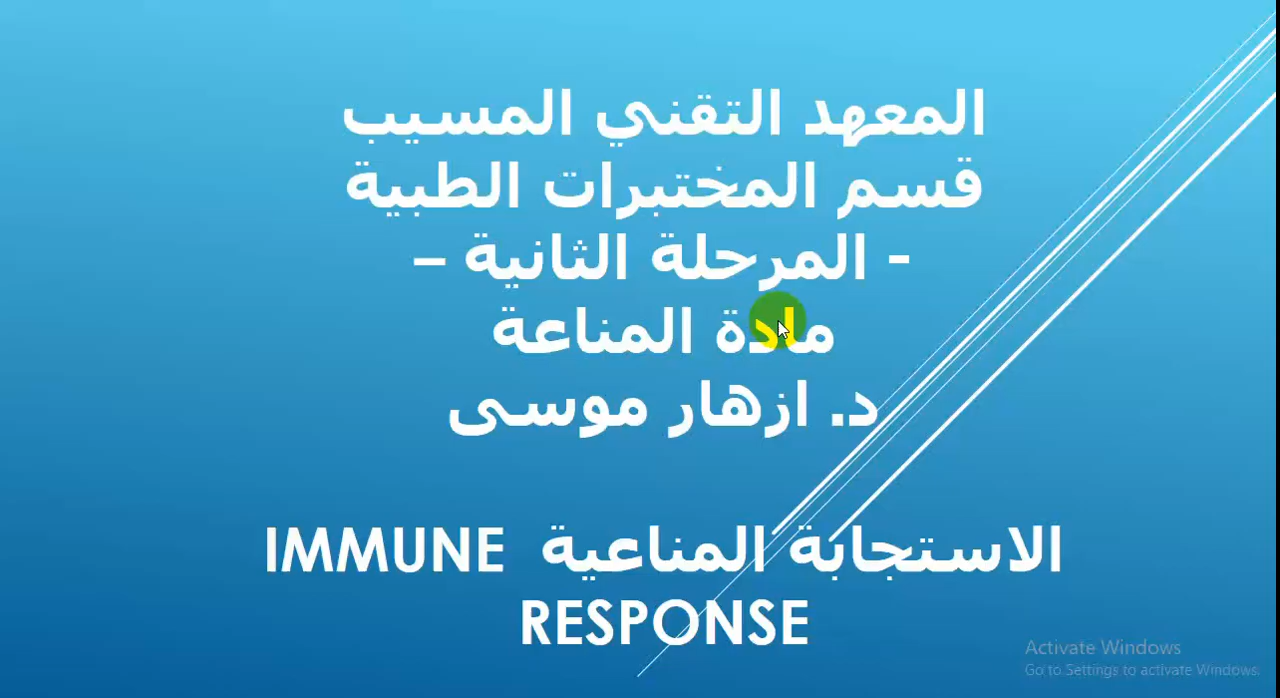 المعهد التقني المسيب
قسم المختبرات الطبية
- المرحلة الثانية –
مادة المناعة
د. ازهار موسى
الاستجابة المناعية IMMUNE
RESPONSE
Activate Windows
Go to Settings to activate Windows.